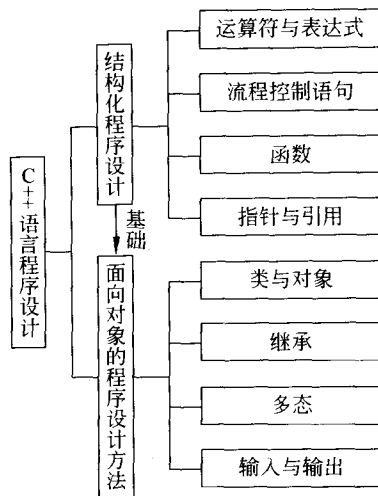 C++语言程序设计
结构化程序设计
运算符与表达式
流程控制语句
函数
指针与引用
基础
面向对象的程序设计方法
类与对象
继承
多态
输入与输出